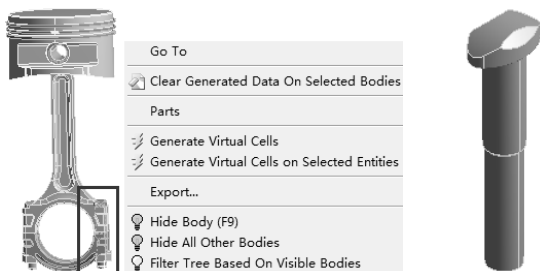 Go To
Clear Generated Data On Selected Bodies
Parts
Generate Virtual Cells
Generate Virtual Cells on Selected Entities
Export...
Hide Body (F9)
Hide All Other Bodies
Filter Tree Based On Visible Bodies